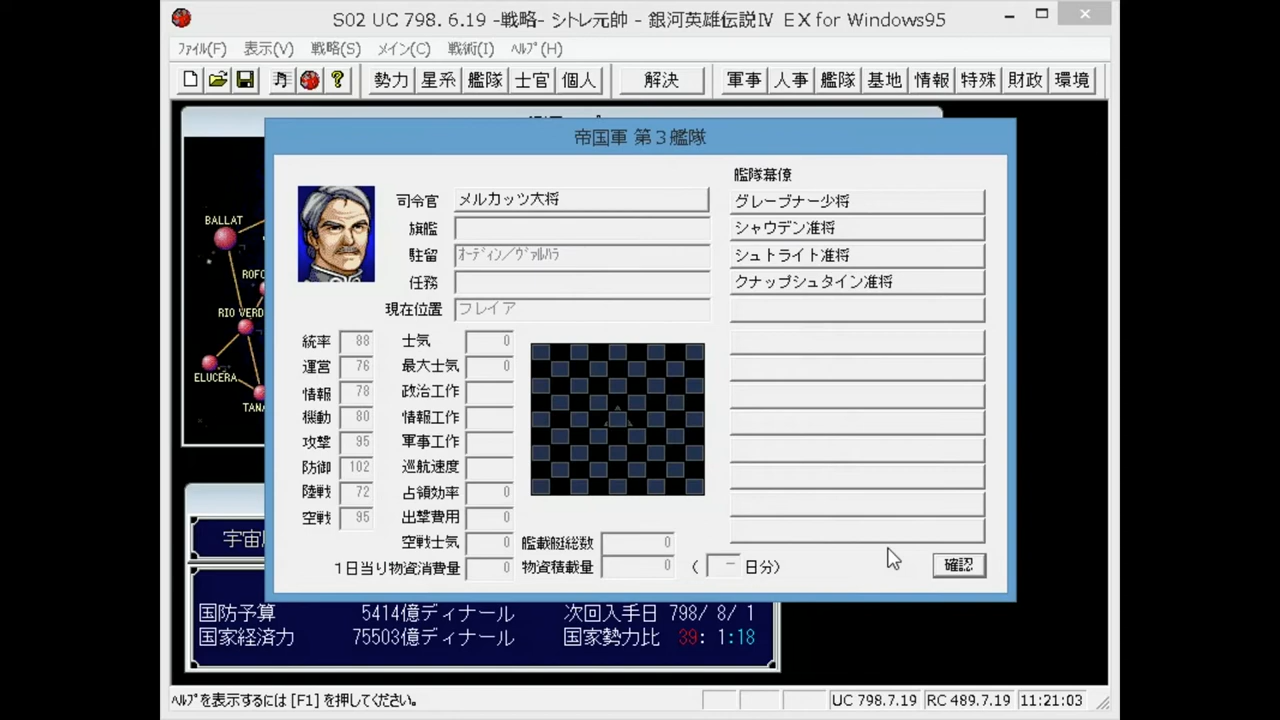 S02 UC 798. 6.19 -戦略- シトレ元帥 - 銀河英雄伝説Ⅳ EX for Windows95
ﾌｧｲﾙ(F) 表示(V) 戦略(S) メイン(C) 戦術(I) ﾍﾙﾌﾟ(H)
勢力 星系 艦隊 士官 個人 解決 軍事 人事 艦隊 基地 情報 特殊 財政 環境
帝国軍 第３艦隊
司令官 メルカッツ大将
旗艦
駐留 ｵｰﾃﾞｨﾝ／ｳﾞｧﾙﾊﾗ
任務
現在位置 フレイア
艦隊幕僚
グレーブナー少将
シャウデン准将
シュトライト准将
クナップシュタイン准将
統率 88 士気 0
運営 76 最大士気 0
情報 78 政治工作
機動 80 情報工作
攻撃 95 軍事工作
防御 102 巡航速度
陸戦 72 占領効率 0
空戦 95 出撃費用 0
空戦士気 0 艦載艇総数 0
１日当り物資消費量 0 物資積載量 0 ( － 日分)
確認
BALLAT
ROFO
RIO VERD
ELUCERA
TANA
宇宙
国防予算 5414億ディナール 次回入手日 798/ 8/ 1
国家経済力 75503億ディナール 国家勢力比 39: 1:18
ﾍﾙﾌﾟを表示するには [F1] を押してください。 UC 798.7.19 RC 489.7.19 11:21:03